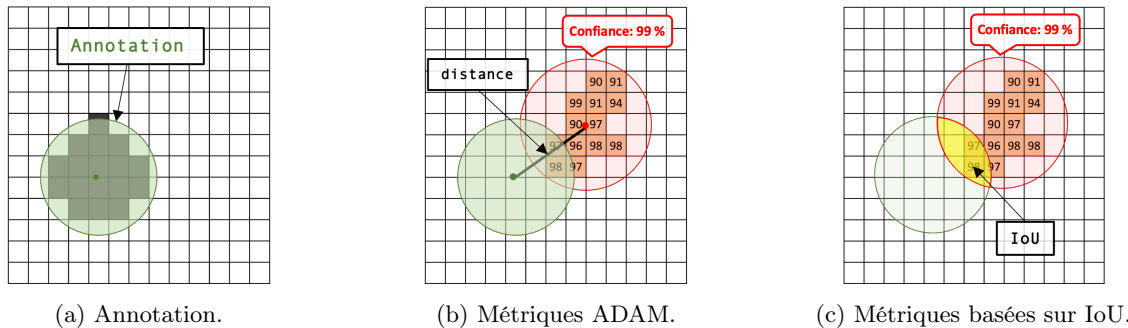 Annotation
(a) Annotation.
Confiance: 99 %
distance
90 91
99 91 94
90 97
97 96 98 98
98 97
(b) Métriques ADAM.
Confiance: 99 %
90 91
99 91 94
90 97
97 96 98 98
98 97
IoU
(c) Métriques basées sur IoU.